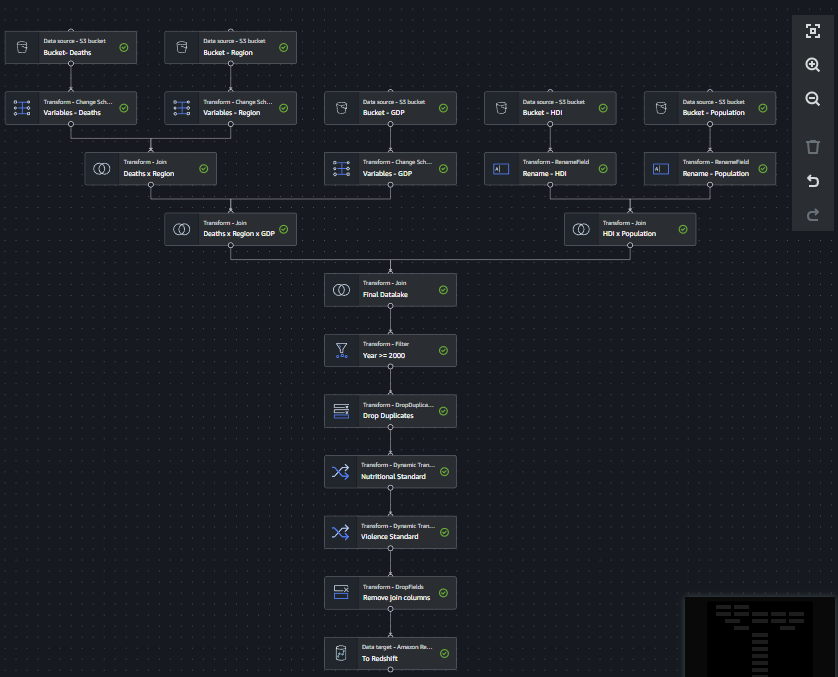 Data source - S3 bucket
Bucket- Deaths
Data source - S3 bucket
Bucket - Region
Transform - Change Sch...
Variables - Deaths
Transform - Change Sch...
Variables - Region
Data source - S3 bucket
Bucket - GDP
Data source - S3 bucket
Bucket - HDI
Data source - S3 bucket
Bucket - Population
Transform - Join
Deaths x Region
Transform - Change Sch...
Variables - GDP
Transform - RenameField
Rename - HDI
Transform - RenameField
Rename - Population
Transform - Join
Deaths x Region x GDP
Transform - Join
HDI x Population
Transform - Join
Final Datalake
Transform - Filter
Year >= 2000
Transform - DropDuplica...
Drop Duplicates
Transform - Dynamic Tran...
Nutritional Standard
Transform - Dynamic Tran...
Violence Standard
Transform - DropFields
Remove join columns
Data target - Amazon Re...
To Redshift